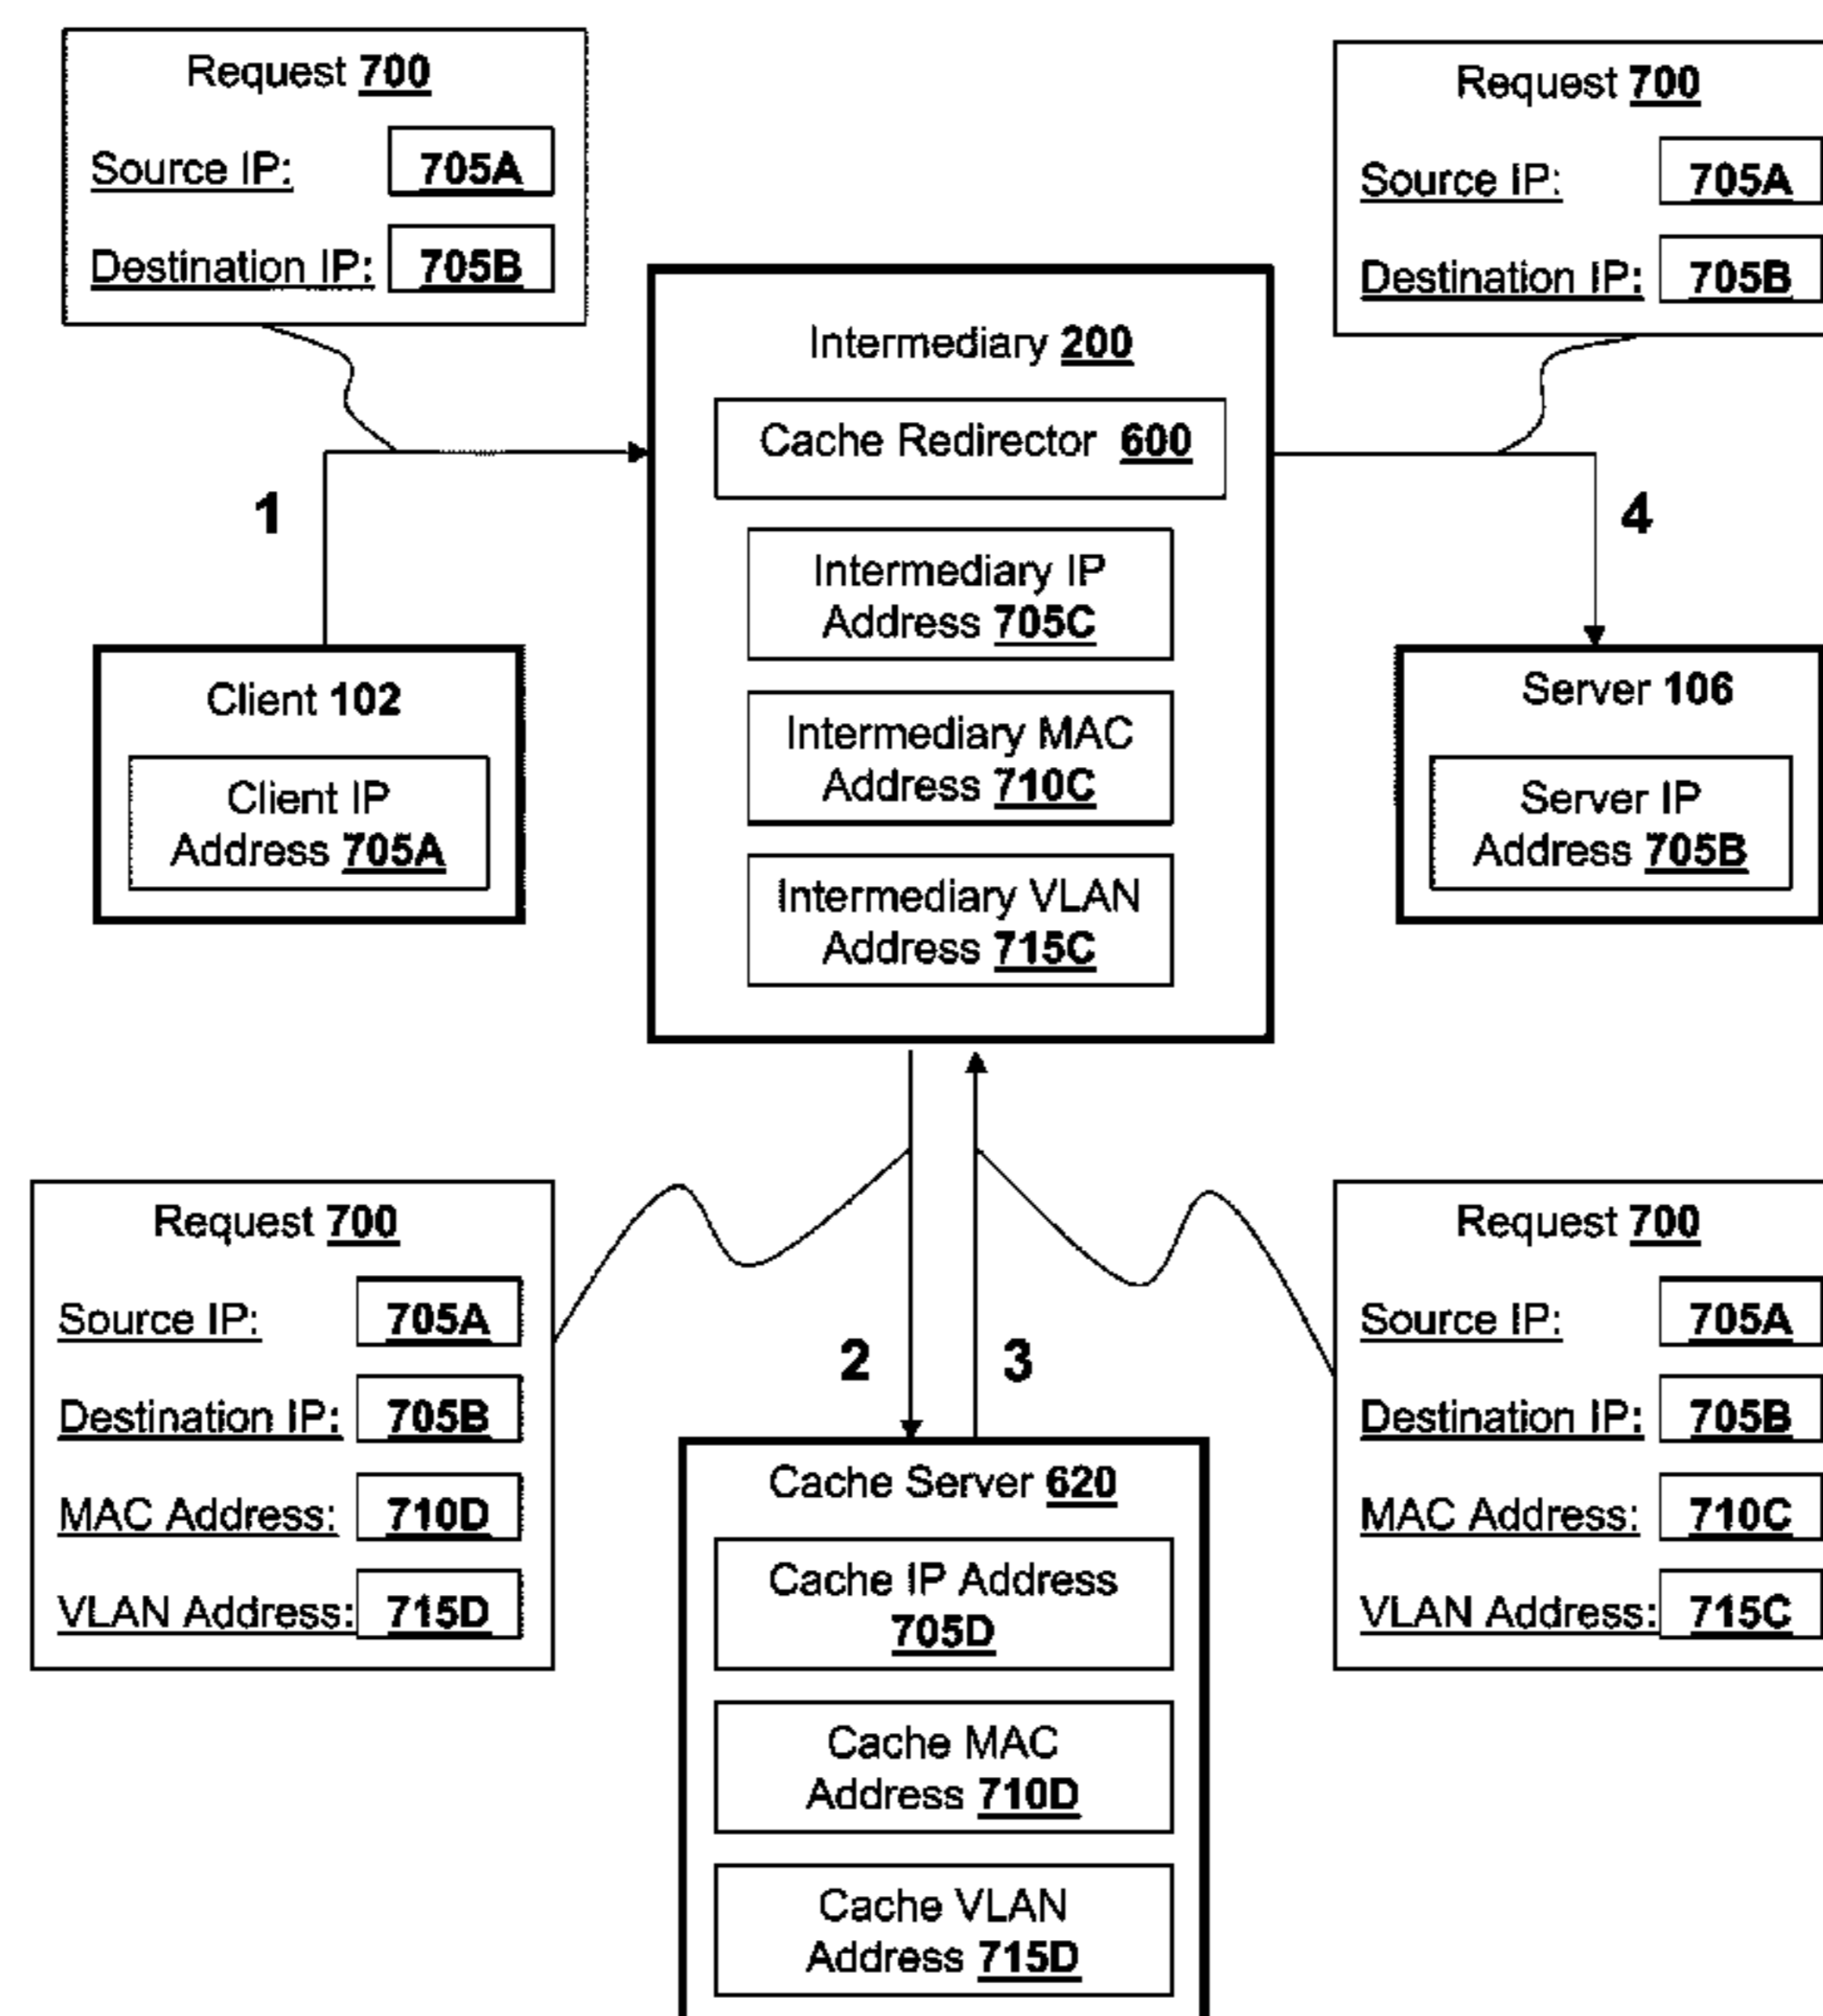 Request 700
Source IP: 705A
Destination IP: 705B
Request 700
Source IP: 705A
Destination IP: 705B
Intermediary 200
Cache Redirector 600
Intermediary IP
Address 705C
Intermediary MAC
Address 710C
Intermediary VLAN
Address 715C
1
4
Client 102
Client IP
Address 705A
Server 106
Server IP
Address 705B
Request 700
Source IP: 705A
Destination IP: 705B
MAC Address: 710D
VLAN Address: 715D
2
3
Request 700
Source IP: 705A
Destination IP: 705B
MAC Address: 710C
VLAN Address: 715C
Cache Server 620
Cache IP Address
705D
Cache MAC
Address 710D
Cache VLAN
Address 715D